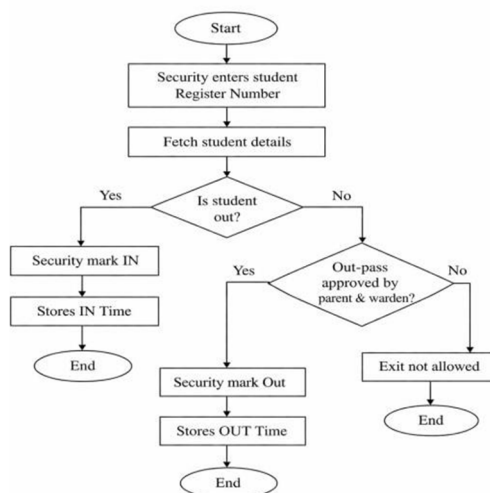 Start
Security enters student
Register Number
Fetch student details
Yes
Is student
out?
No
Security mark IN
Stores IN Time
End
Yes
Out-pass
approved by
parent & warden?
No
Security mark Out
Stores OUT Time
End
Exit not allowed
End